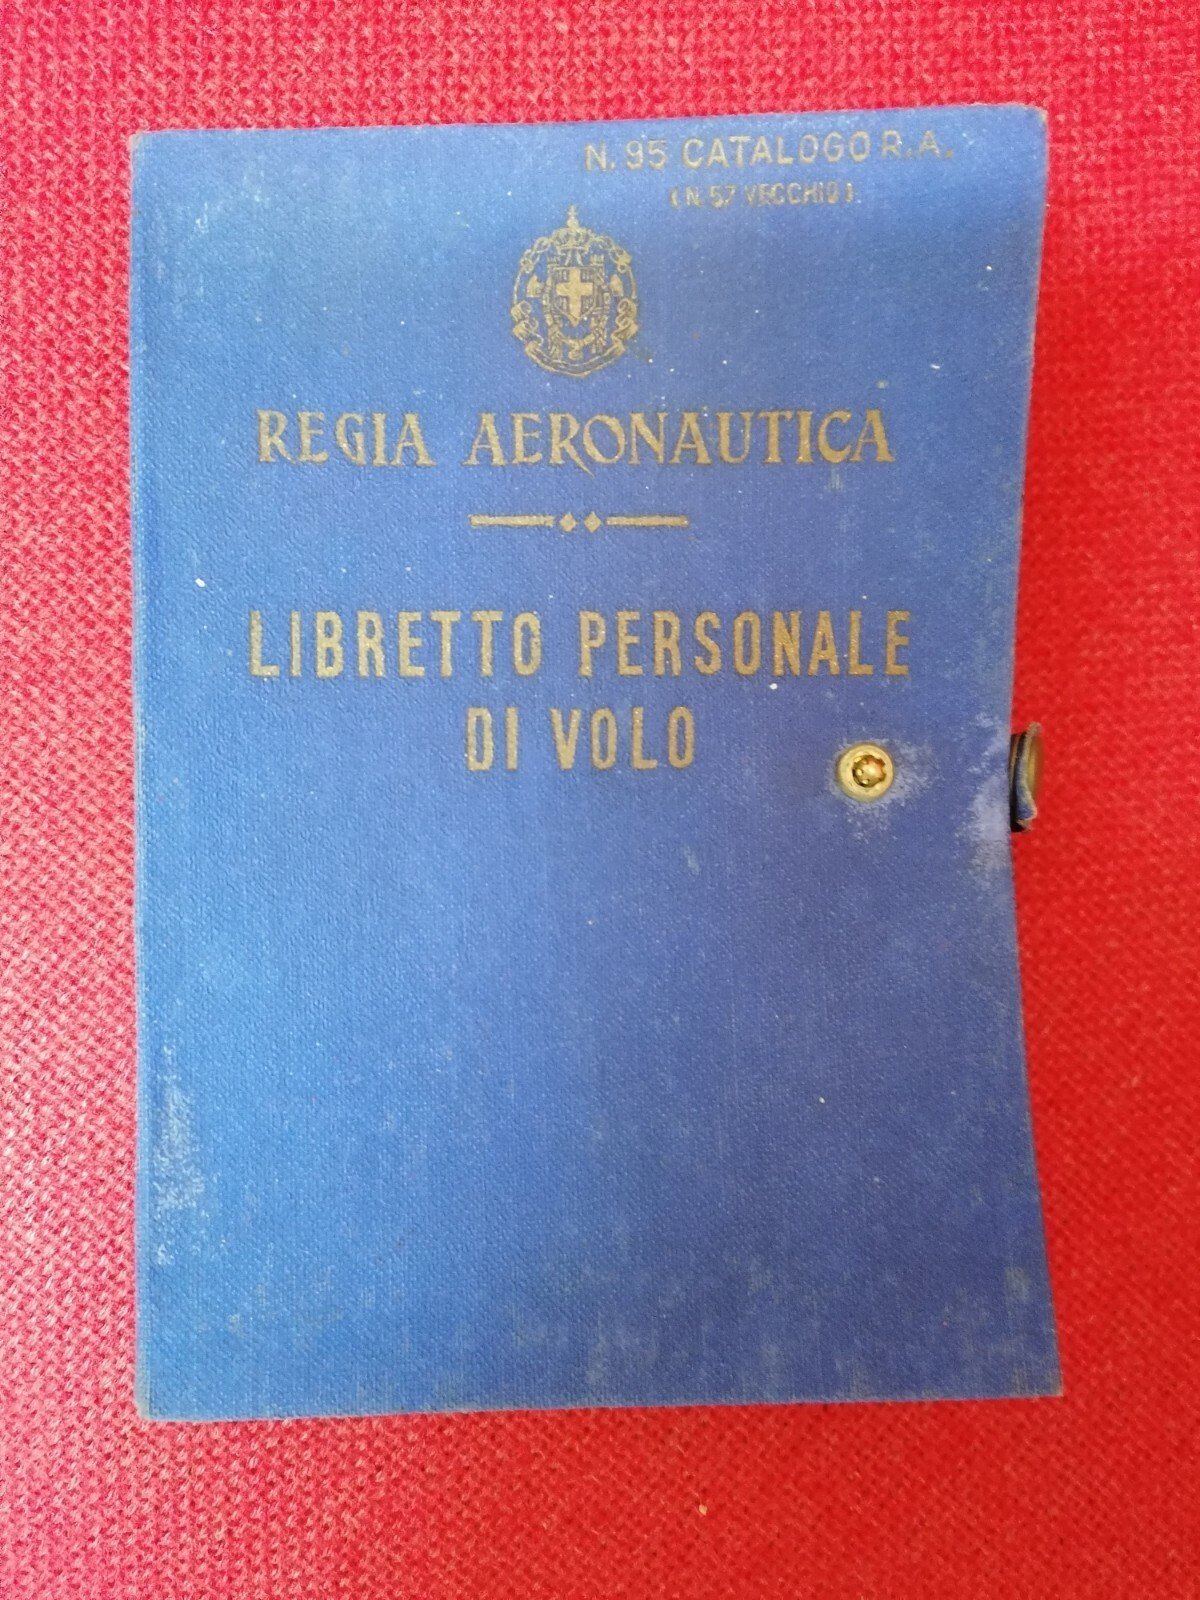 N. 95 CATALOGO R.A.
(N. 57 VECCHIO)
REGIA AERONAUTICA
LIBRETTO PERSONALE
DI VOLO